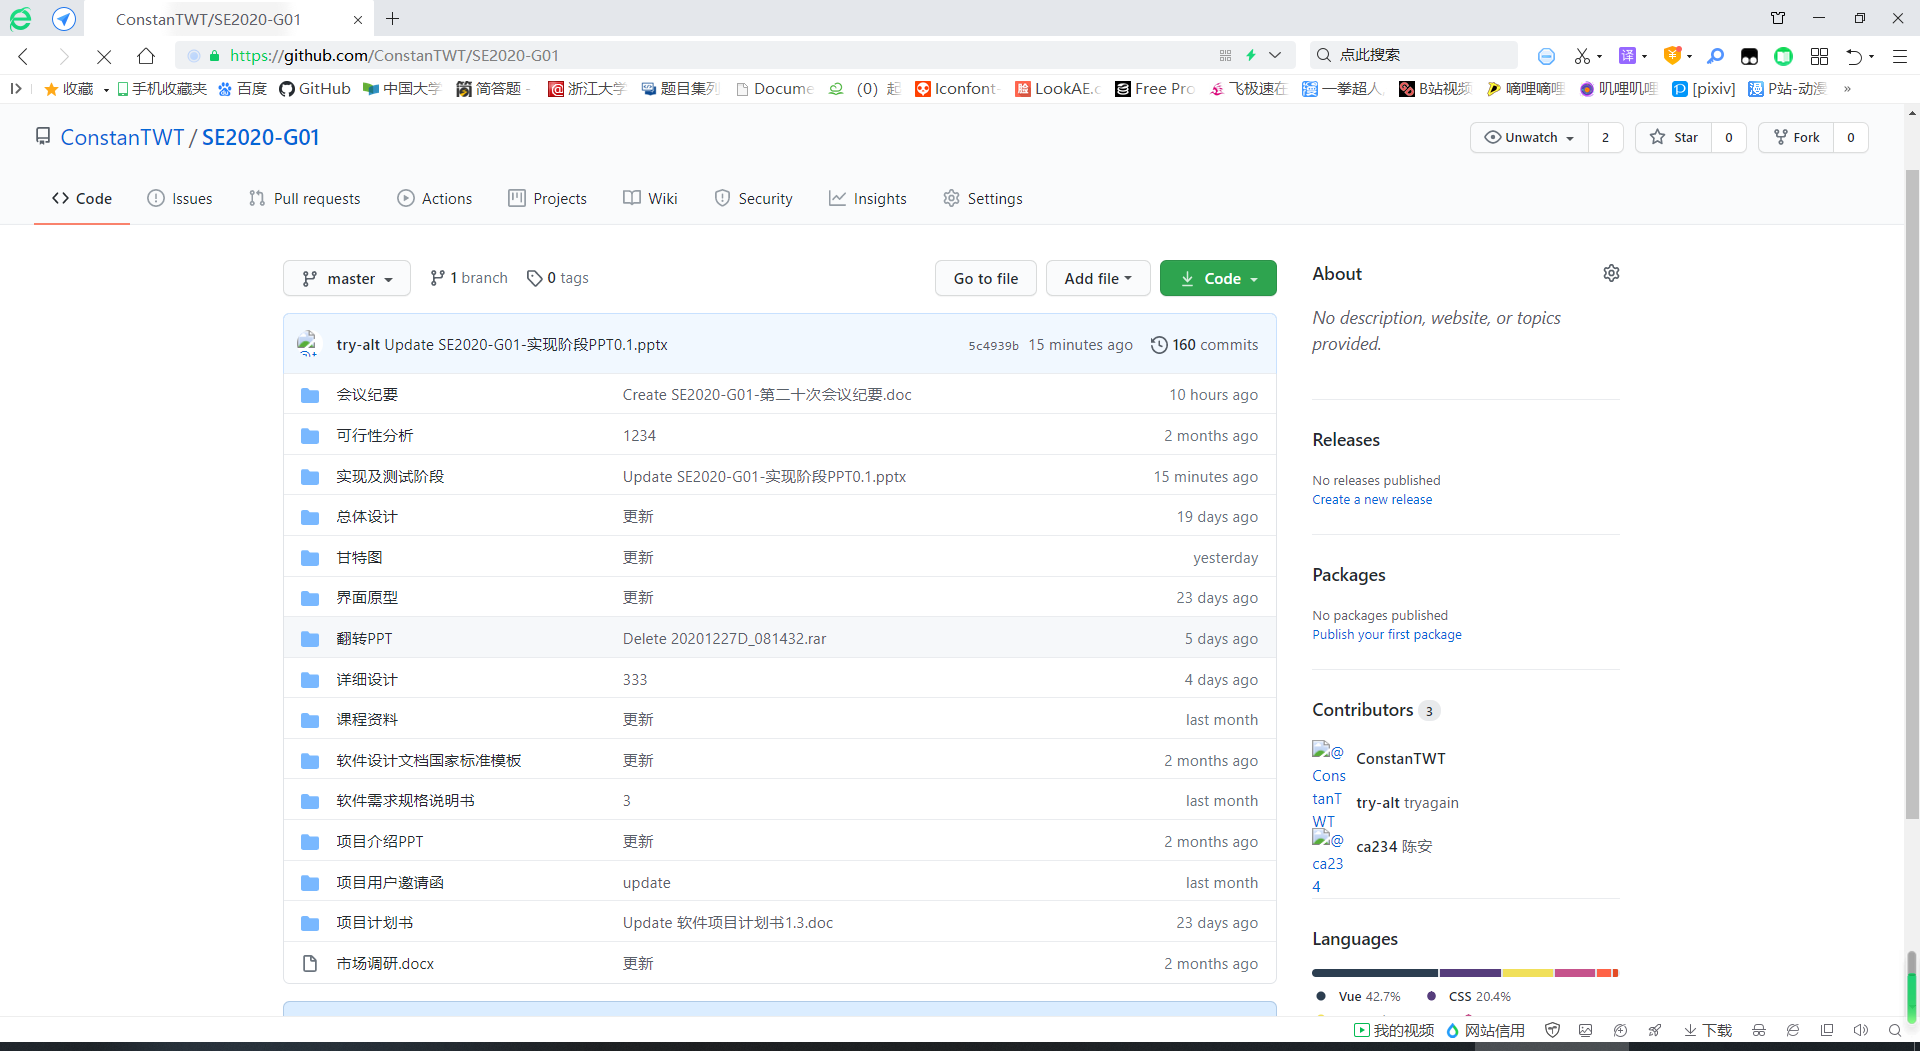 ConstanTWT/SE2020-G01
https://github.com/ConstanTWT/SE2020-G01
点此搜索
译
收藏 手机收藏夹 百度 GitHub 中国大学 简答题 - 浙江大学 题目集列 Docume (0) 起 Iconfont- LookAE.c Free Pro 飞极速在 一拳超人 B站视频 嘀哩嘀哩 叽哩叽哩 [pixiv] P站-动漫 »
ConstanTWT / SE2020-G01
Unwatch 2 Star 0 Fork 0
Code Issues Pull requests Actions Projects Wiki Security Insights Settings
master 1 branch 0 tags Go to file Add file Code
try-alt Update SE2020-G01-实现阶段PPT0.1.pptx 5c4939b 15 minutes ago 160 commits
会议纪要 Create SE2020-G01-第二十次会议纪要.doc 10 hours ago
可行性分析 1234 2 months ago
实现及测试阶段 Update SE2020-G01-实现阶段PPT0.1.pptx 15 minutes ago
总体设计 更新 19 days ago
甘特图 更新 yesterday
界面原型 更新 23 days ago
翻转PPT Delete 20201227D_081432.rar 5 days ago
详细设计 333 4 days ago
课程资料 更新 last month
软件设计文档国家标准模板 更新 2 months ago
软件需求规格说明书 3 last month
项目介绍PPT 更新 2 months ago
项目用户邀请函 update last month
项目计划书 Update 软件项目计划书1.3.doc 23 days ago
市场调研.docx 更新 2 months ago
About
No description, website, or topics
provided.
Releases
No releases published
Create a new release
Packages
No packages published
Publish your first package
Contributors 3
@
Cons
tanT
WT
ConstanTWT
try-alt tryagain
@
ca23
4
ca234 陈安
Languages
Vue 42.7% CSS 20.4%
我的视频 网站信用 下载